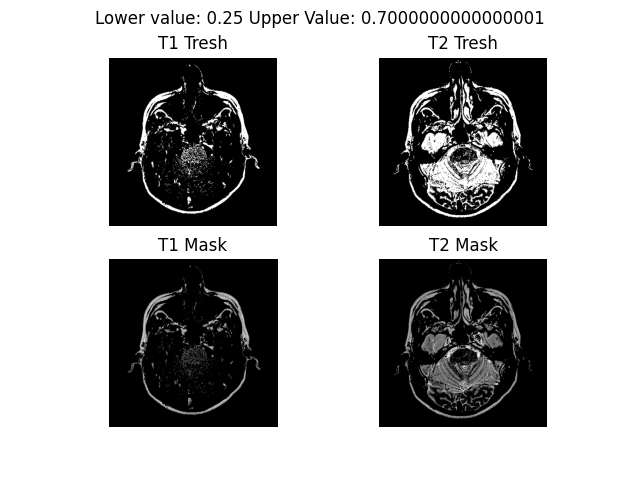 Lower value: 0.25 Upper Value: 0.7000000000000001
T1 Tresh
T2 Tresh
T1 Mask
T2 Mask